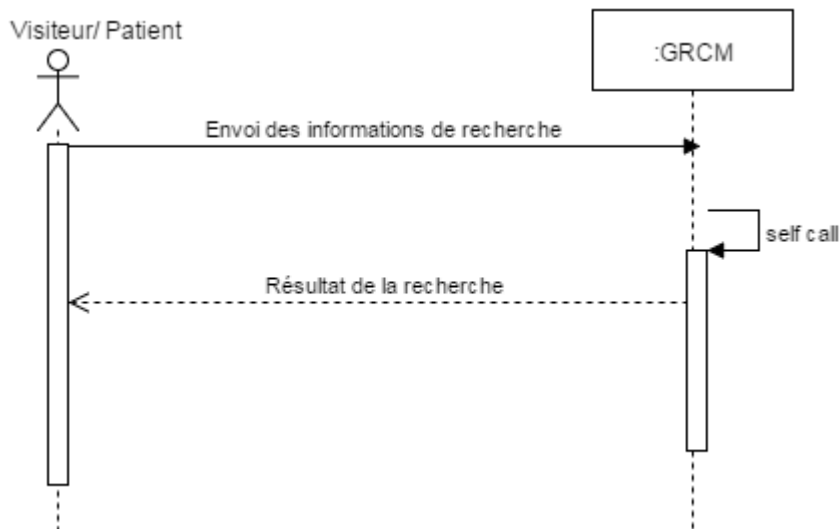 Visiteur/ Patient
:GRCM
Envoi des informations de recherche
self call
Résultat de la recherche